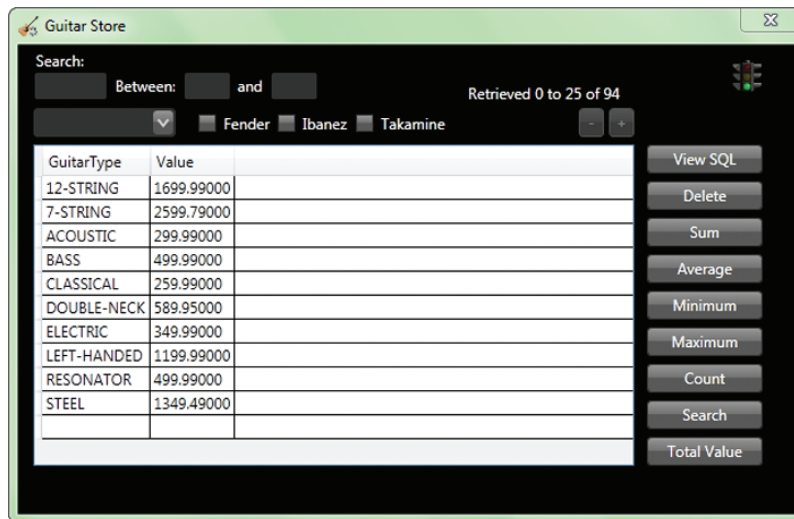 Guitar Store
Search:
Between: and
Retrieved 0 to 25 of 94
Fender Ibanez Takamine - +
GuitarType Value
12-STRING 1699.99000
7-STRING 2599.79000
ACOUSTIC 299.99000
BASS 499.99000
CLASSICAL 259.99000
DOUBLE-NECK 589.95000
ELECTRIC 349.99000
LEFT-HANDED 1199.99000
RESONATOR 499.99000
STEEL 1349.49000
View SQL
Delete
Sum
Average
Minimum
Maximum
Count
Search
Total Value